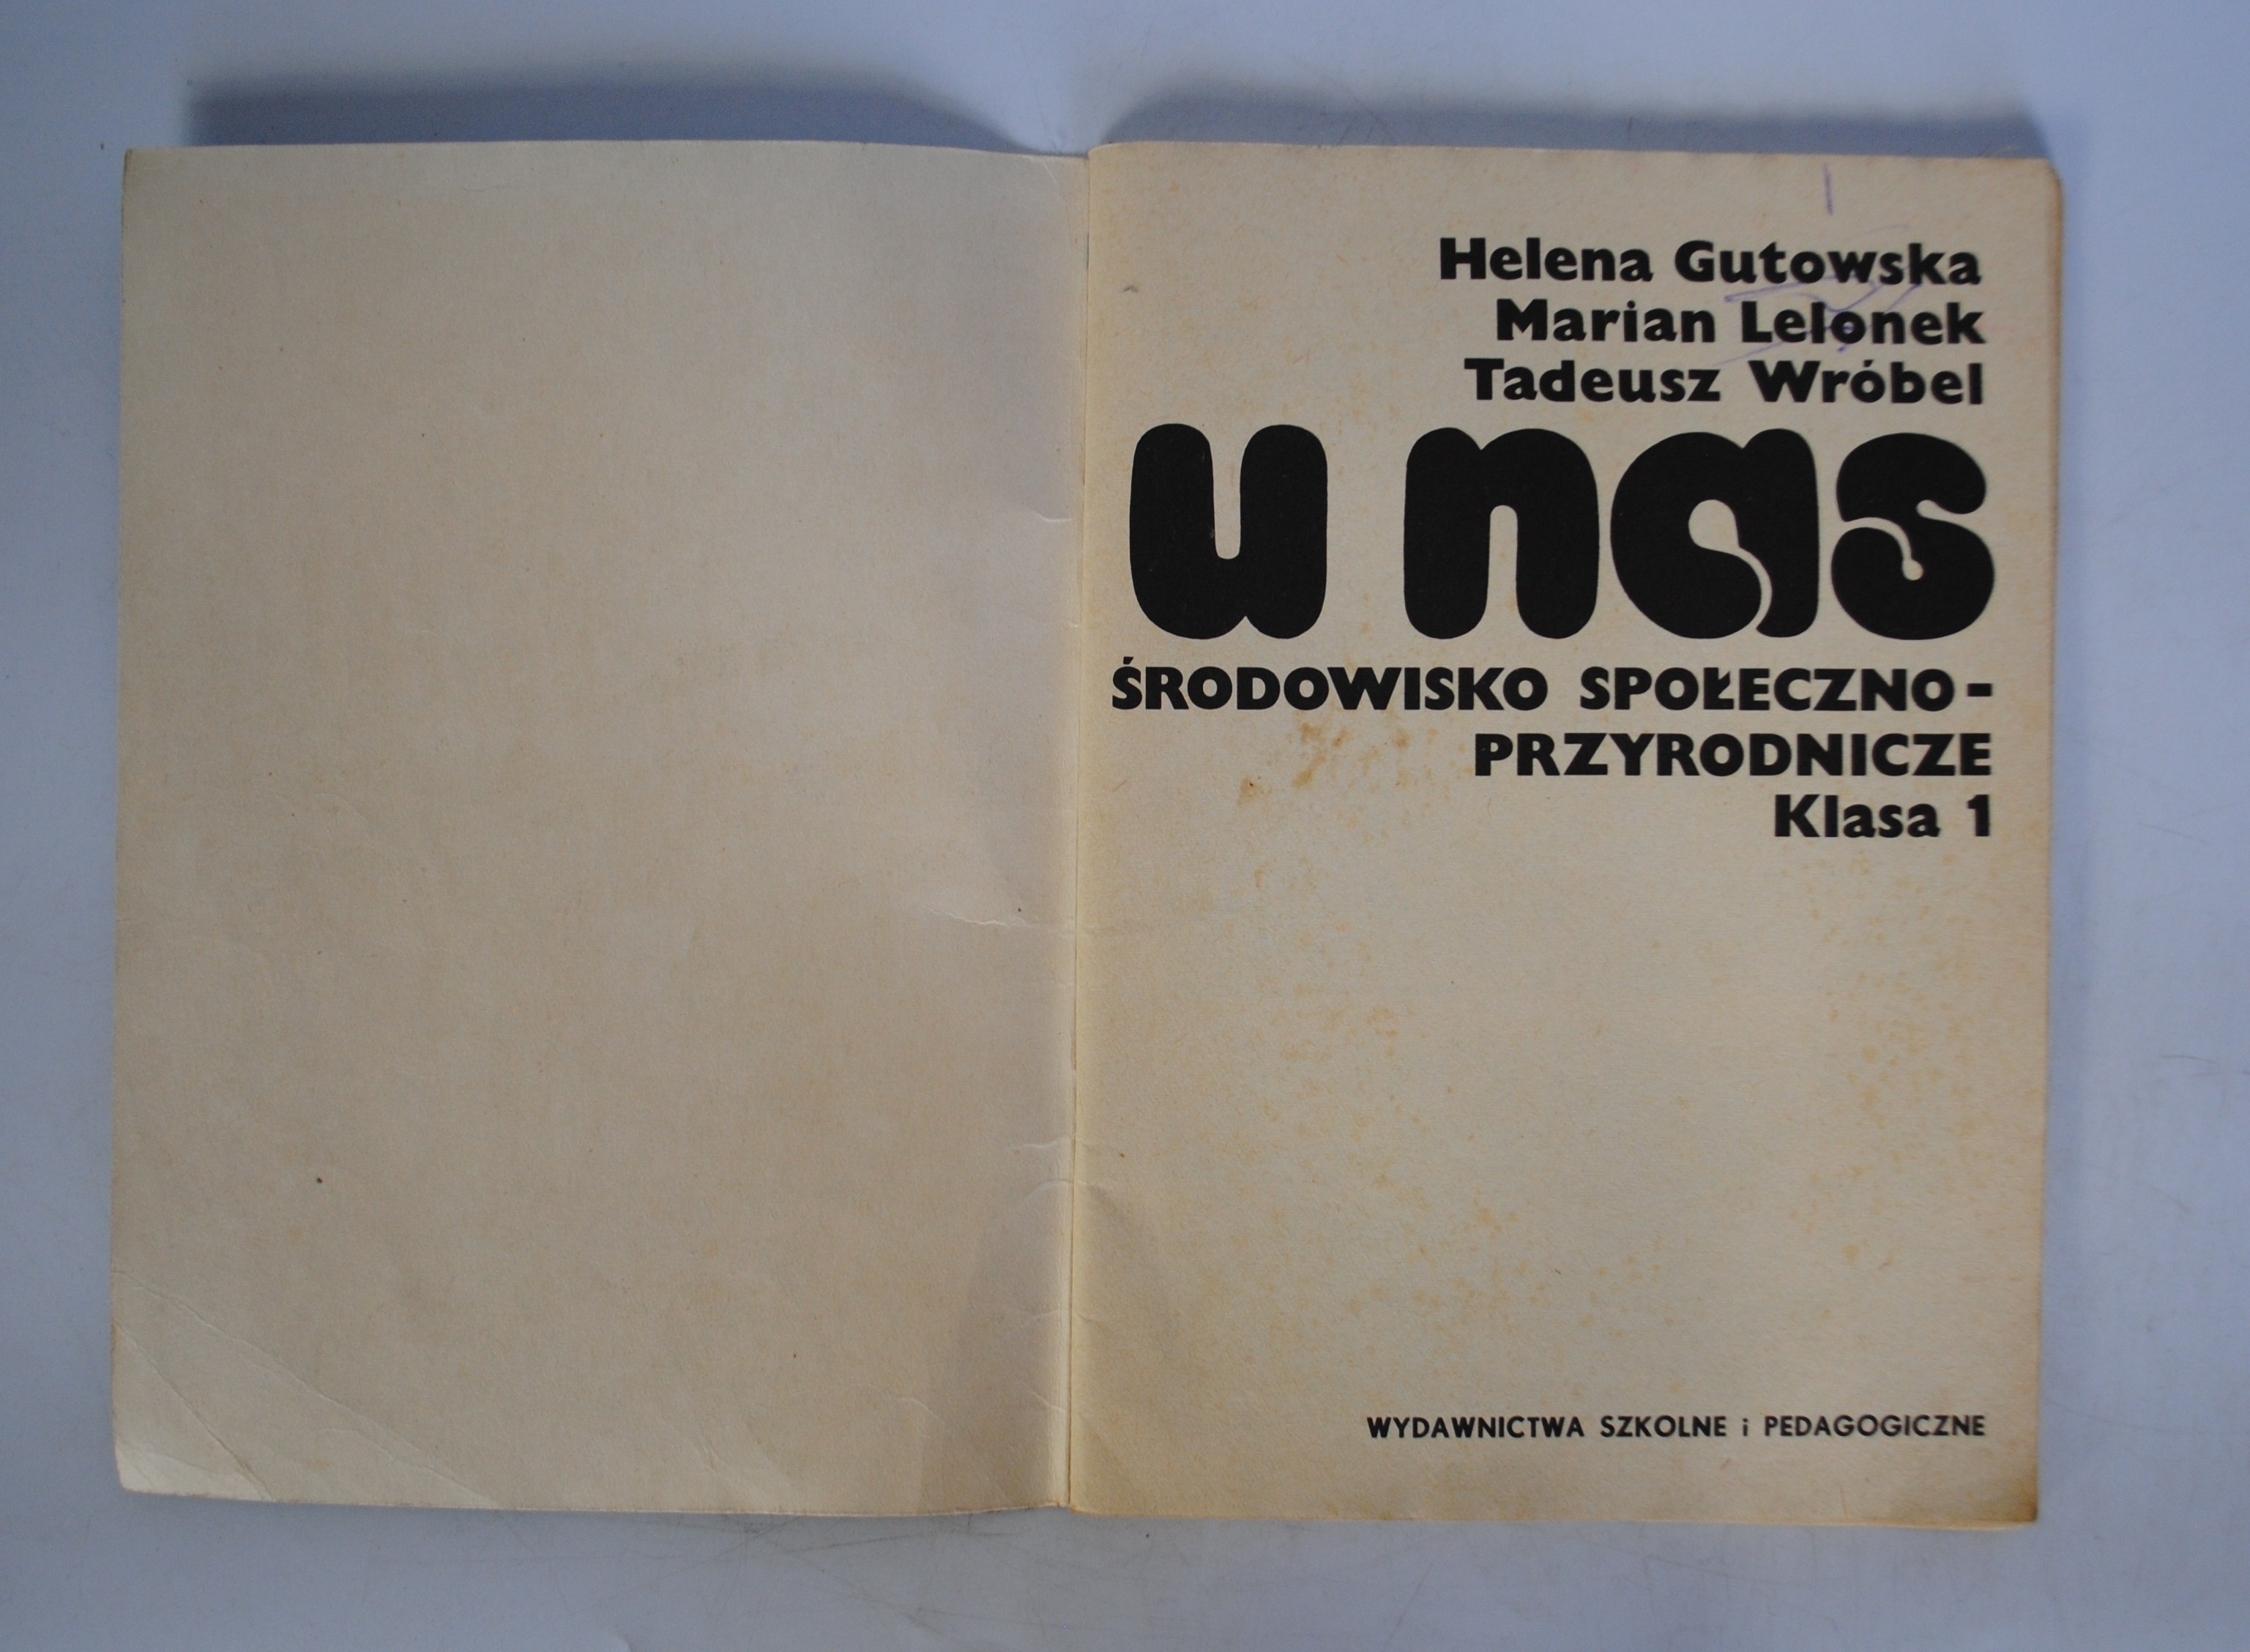 Helena Gutowska
Marian Lelonek
Tadeusz Wróbel
u nas
ŚRODOWISKO SPOŁECZNO-
PRZYRODNICZE
Klasa 1
WYDAWNICTWA SZKOLNE i PEDAGOGICZNE